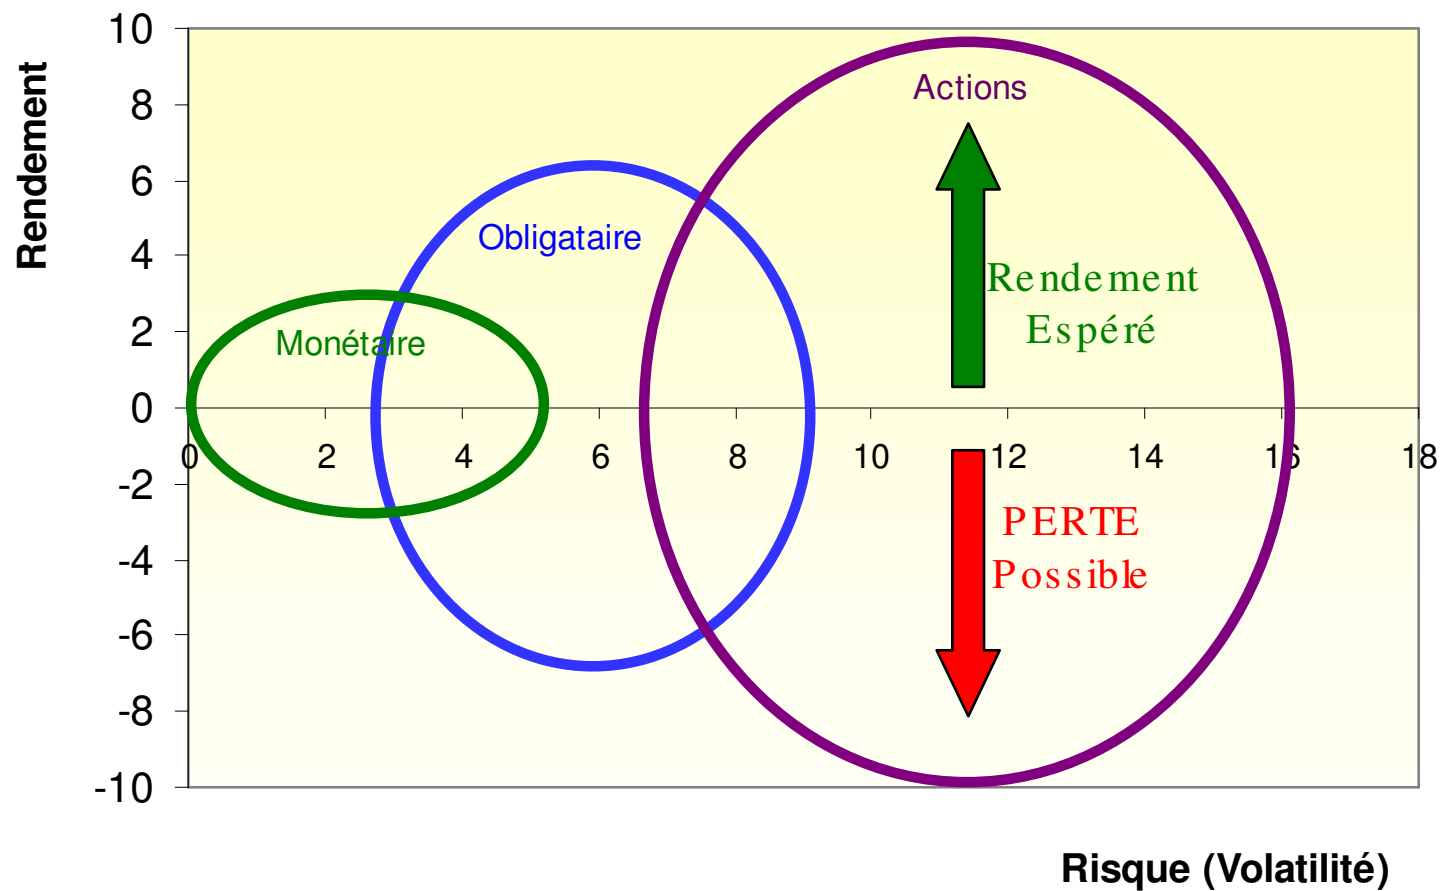 Rendement
10
8
6
4
2
0
-2
-4
-6
-8
-10
Actions
Obligataire
Monétaire
Rendement
Espéré
0 2 4 6 8 10 12 14 16 18
PERTE
Possible
Risque (Volatilité)